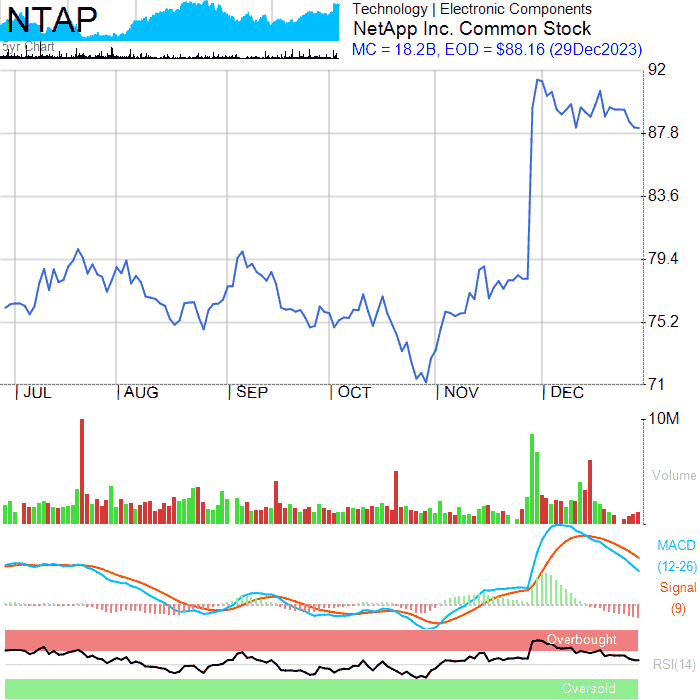 NTAP
5yr Chart
Technology | Electronic Components
NetApp Inc. Common Stock
MC = 18.2B, EOD = $88.16 (29Dec2023)
92
87.8
83.6
79.4
75.2
71
JUL
AUG
SEP
OCT
NOV
DEC
10M
Volume
MACD
(12-26)
Signal
(9)
Overbought
RSI(14)
Oversold